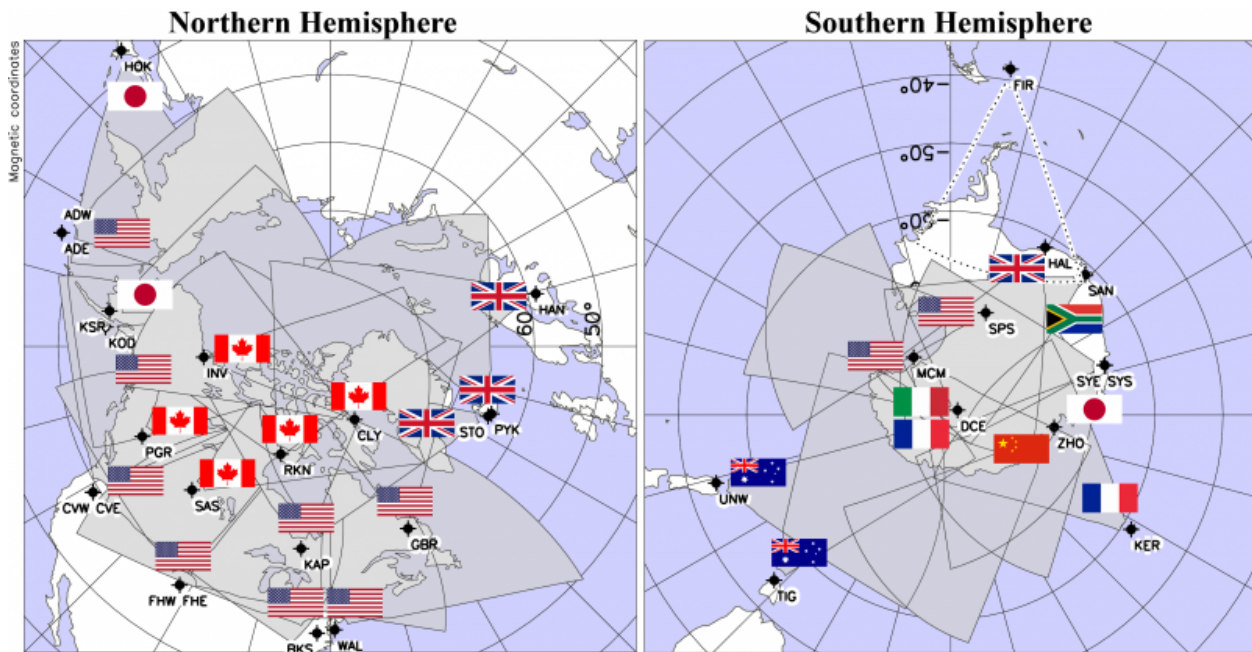 Northern Hemisphere
Southern Hemisphere
Magnetic coordinates
HOK
ADW
ADE
KSR
KOD
INV
HAN
60°
50°
CLY
STO
PYK
PGR
RKN
CVW CVE
SAS
GBR
KAP
FHW FHE
BKS
WAL
FIR
-40°
-50°
HAL
SAN
SPS
MCM
SYE SYS
DCE
ZHO
UNW
KER
TIG